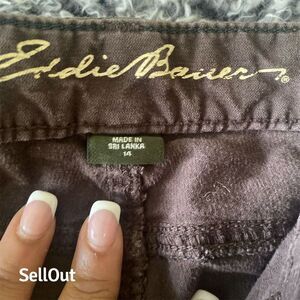 Eddie Bauer®
MADE IN
SRI LANKA
14
SellOut